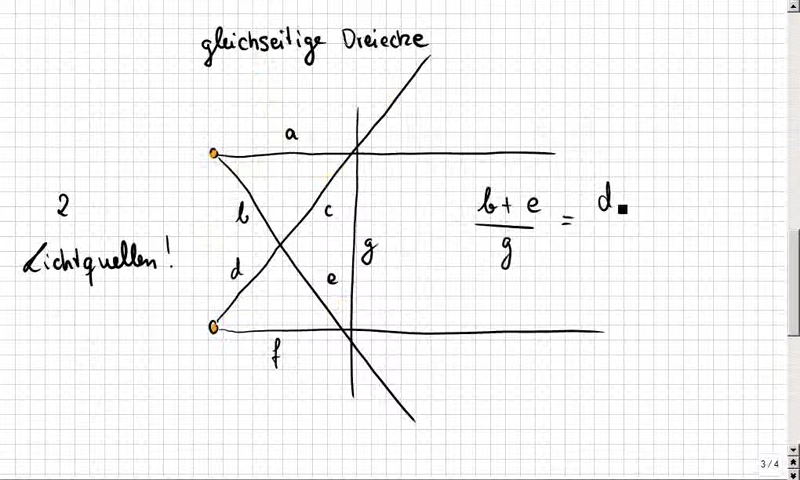 gleichseitige Dreiecke
a
2
Lichtquellen!
b
c
d
e
g
f
b + e
g
= d
3 / 4